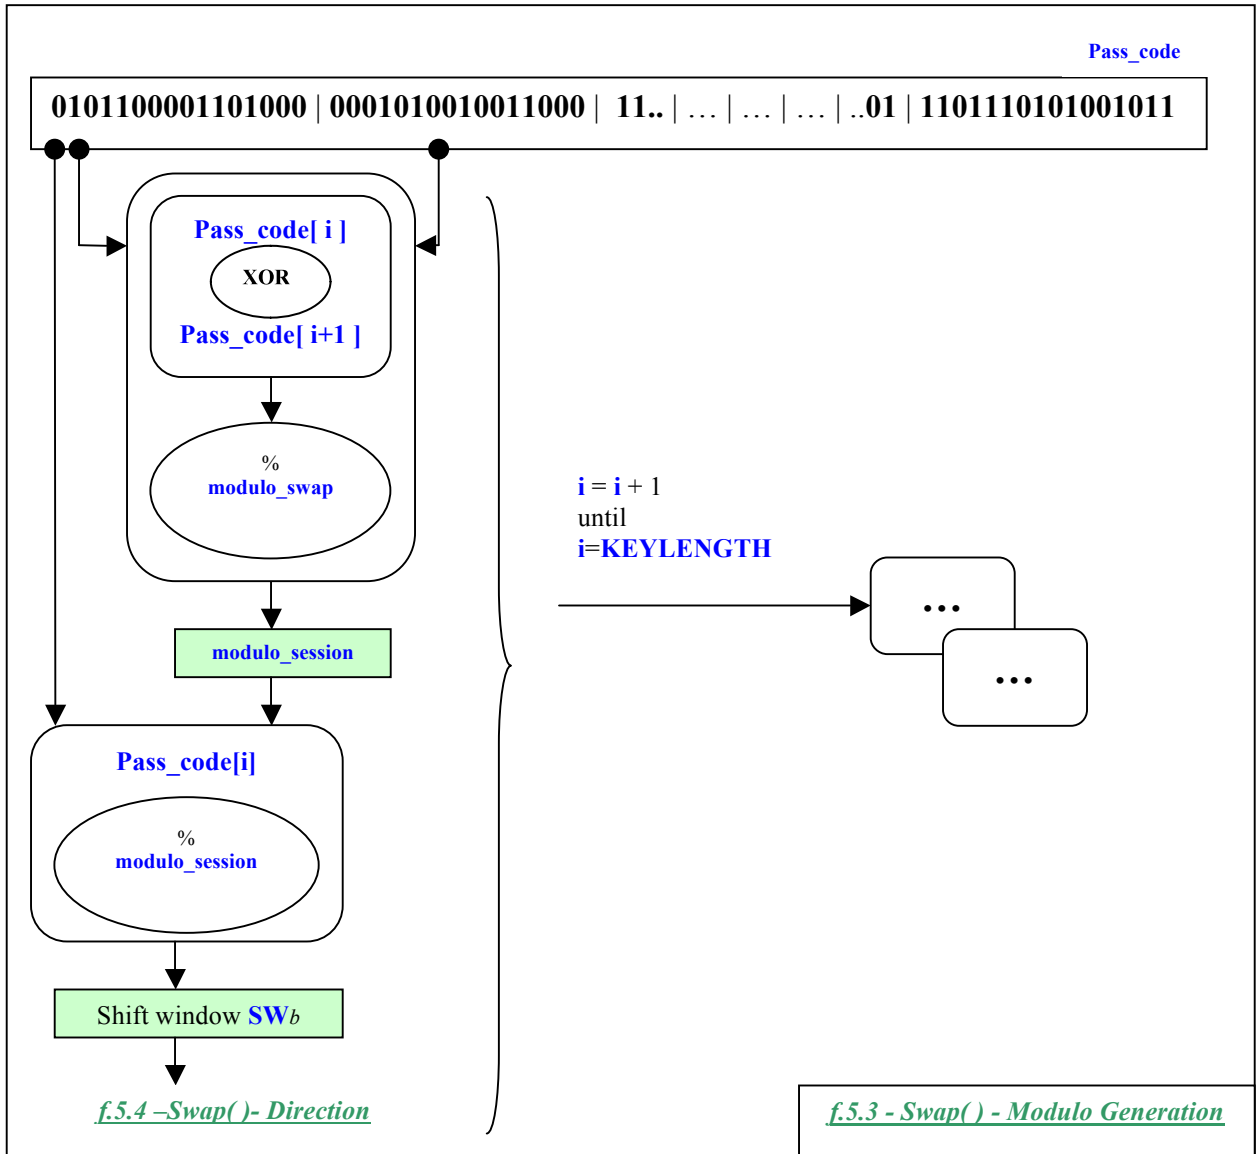 Pass_code
0101100001101000 | 0001010010011000 | 11.. | … | … | … | ..01 | 1101110101001011
Pass_code[ i ]
XOR
Pass_code[ i+1 ]
%
modulo_swap
i = i + 1
until
i=KEYLENGTH
...
...
modulo_session
Pass_code[i]
%
modulo_session
Shift window SWb
f.5.4 –Swap( )- Direction
f.5.3 - Swap( ) - Modulo Generation